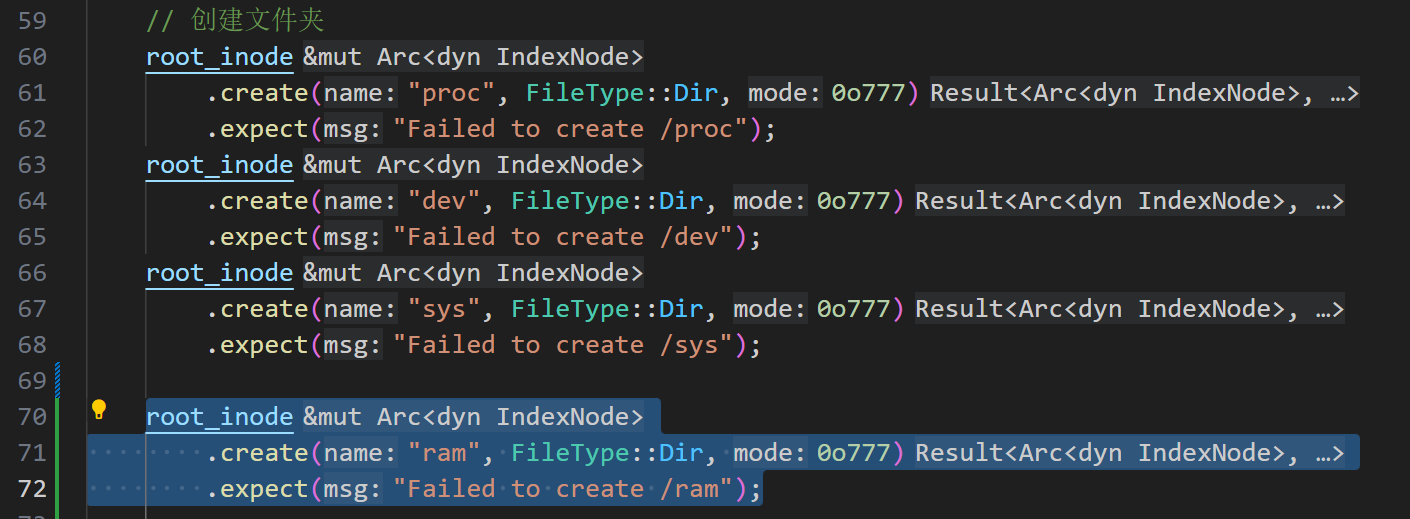 59 // 创建文件夹
60 root_inode &mut Arc<dyn IndexNode>
61 .create(name: "proc", FileType::Dir, mode: 0o777) Result<Arc<dyn IndexNode>, …>
62 .expect(msg: "Failed to create /proc");
63 root_inode &mut Arc<dyn IndexNode>
64 .create(name: "dev", FileType::Dir, mode: 0o777) Result<Arc<dyn IndexNode>, …>
65 .expect(msg: "Failed to create /dev");
66 root_inode &mut Arc<dyn IndexNode>
67 .create(name: "sys", FileType::Dir, mode: 0o777) Result<Arc<dyn IndexNode>, …>
68 .expect(msg: "Failed to create /sys");
69
70 root_inode &mut Arc<dyn IndexNode>
71 .create(name: "ram", FileType::Dir, mode: 0o777) Result<Arc<dyn IndexNode>, …>
72 .expect(msg: "Failed to create /ram");